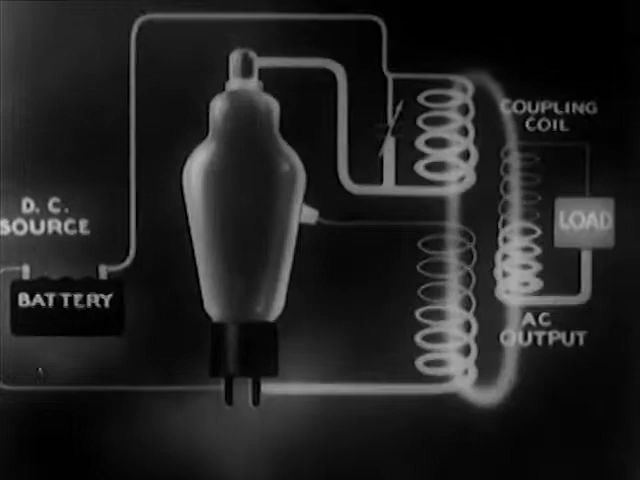 D.C.
SOURCE
BATTERY
COUPLING
COIL
LOAD
AC
OUTPUT